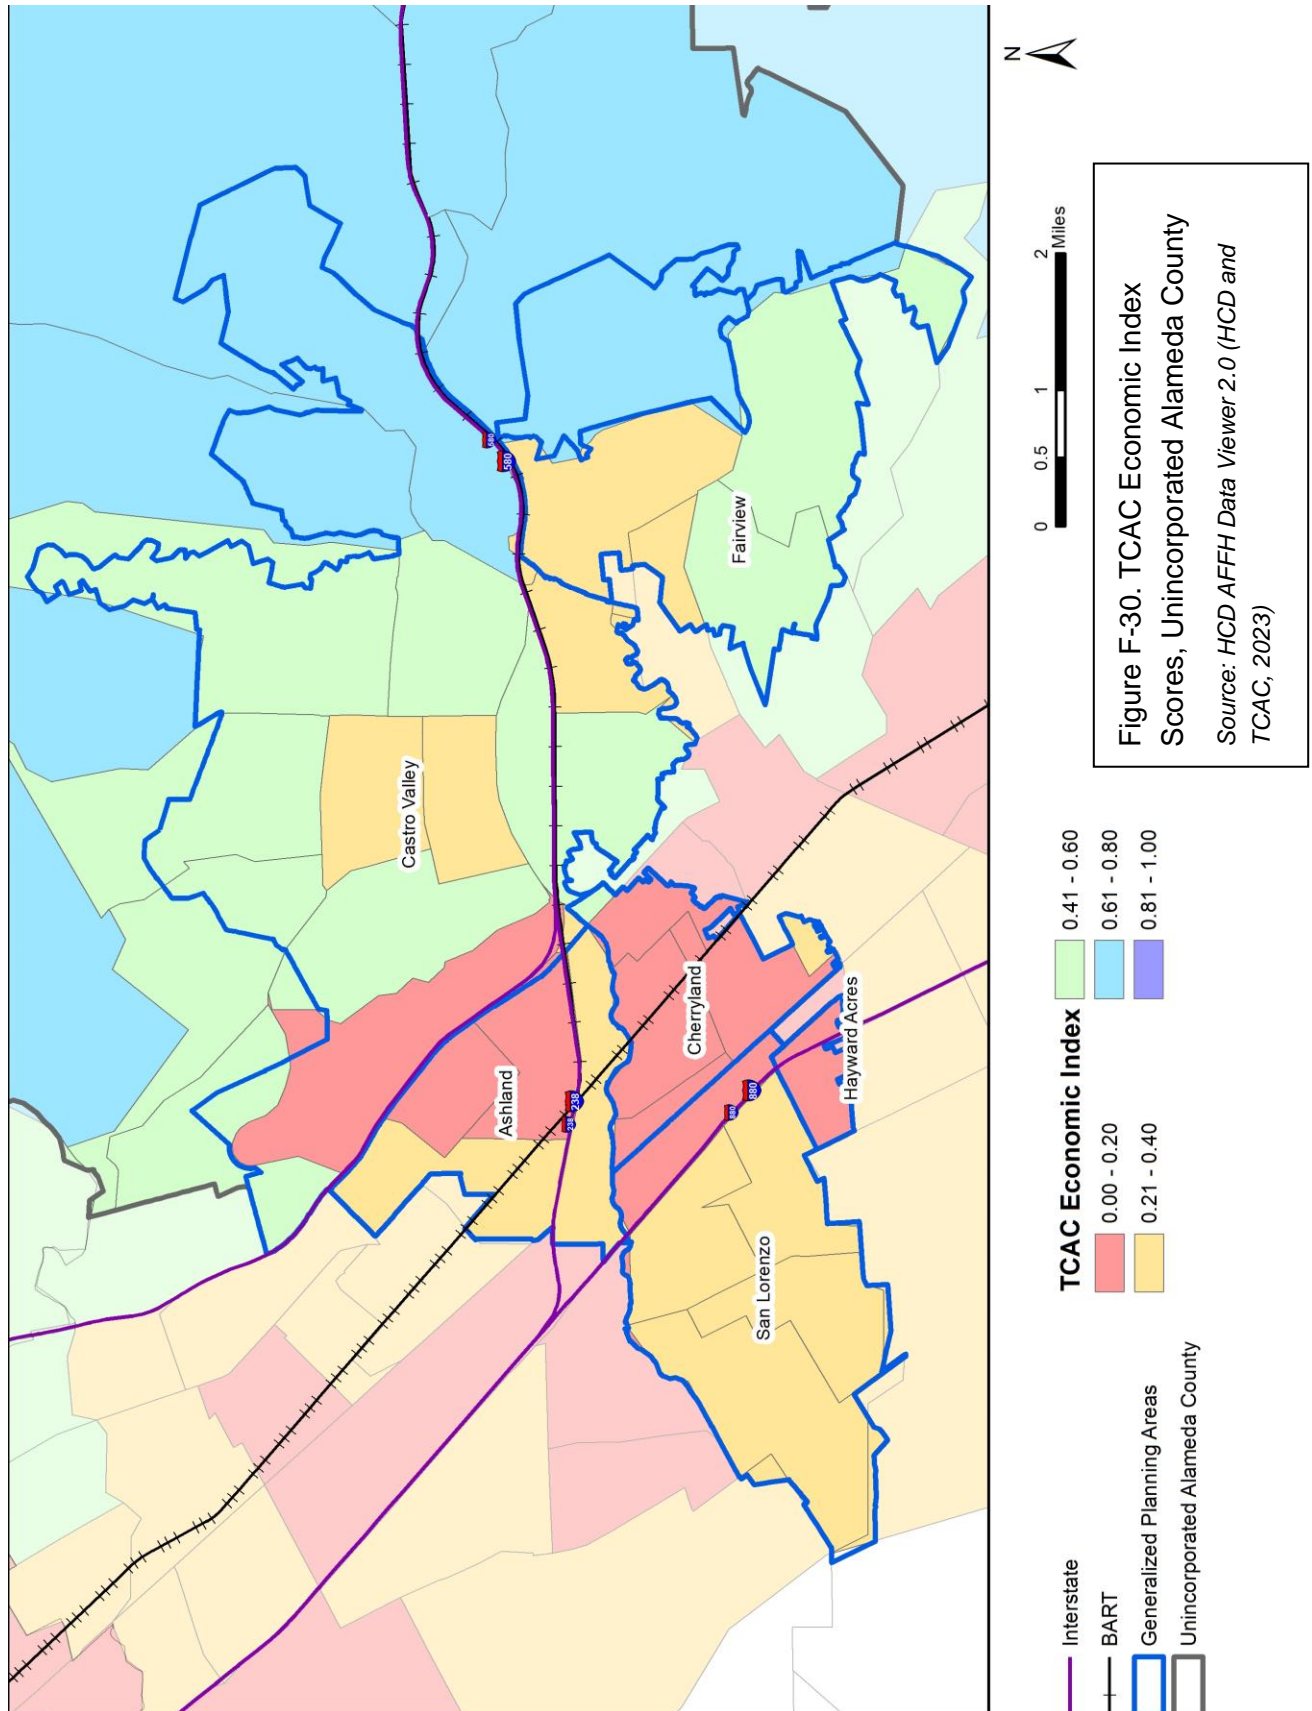 Castro Valley
Ashland
Cherryland
Hayward Acres
San Lorenzo
Fairview
580
580
238
238
880
880
N
Interstate
BART
Generalized Planning Areas
Unincorporated Alameda County
TCAC Economic Index
0.00 - 0.20
0.21 - 0.40
0.41 - 0.60
0.61 - 0.80
0.81 - 1.00
0 0.5 1 2
Miles
Figure F-30. TCAC Economic Index
Scores, Unincorporated Alameda County
Source: HCD AFFH Data Viewer 2.0 (HCD and
TCAC, 2023)